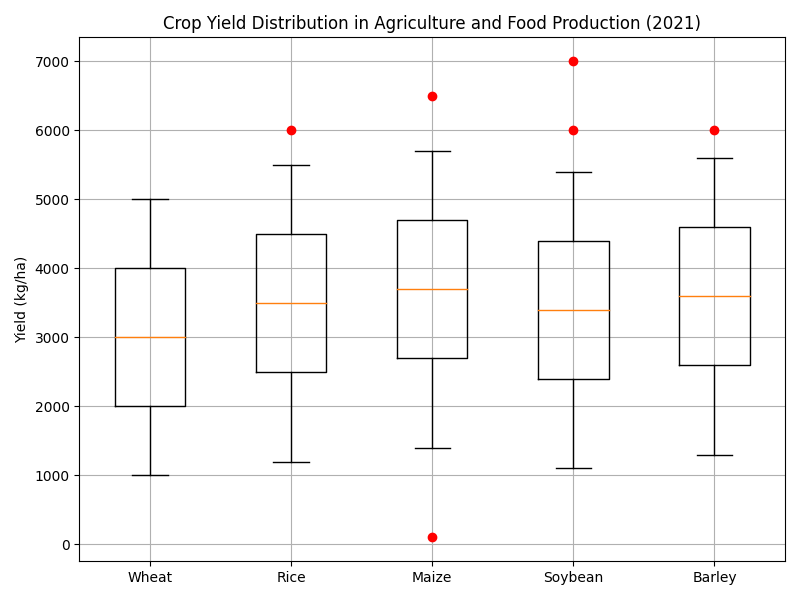 Crop Yield Distribution in Agriculture and Food Production (2021)
Yield (kg/ha)
7000
6000
5000
4000
3000
2000
1000
0
Wheat
Rice
Maize
Soybean
Barley